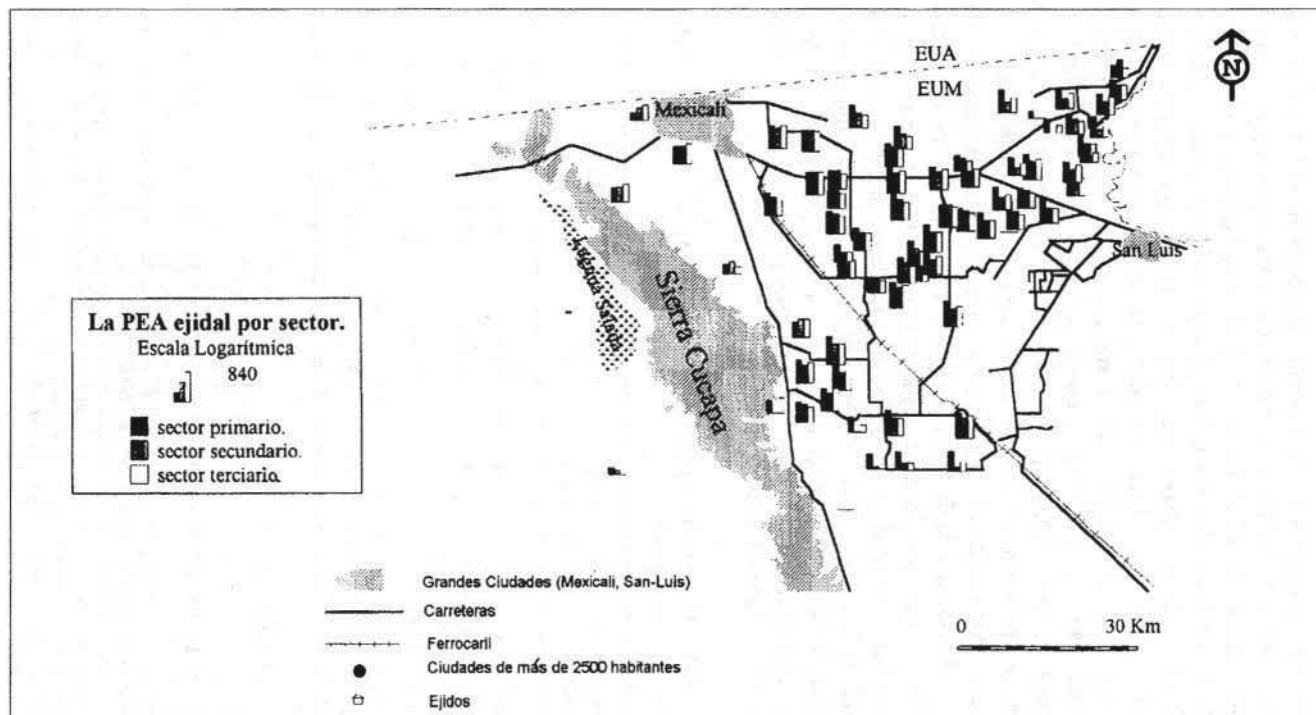 EUA
EUM
N
Mexicali
San Luis
Laguna Salada
Sierra Cucapa
La PEA ejidal por sector.
Escala Logarítmica
840
sector primario.
sector secundario.
sector terciario.
Grandes Ciudades (Mexicali, San-Luis)
Carreteras
Ferrocaril
Ciudades de más de 2500 habitantes
Ejidos
0 30 Km